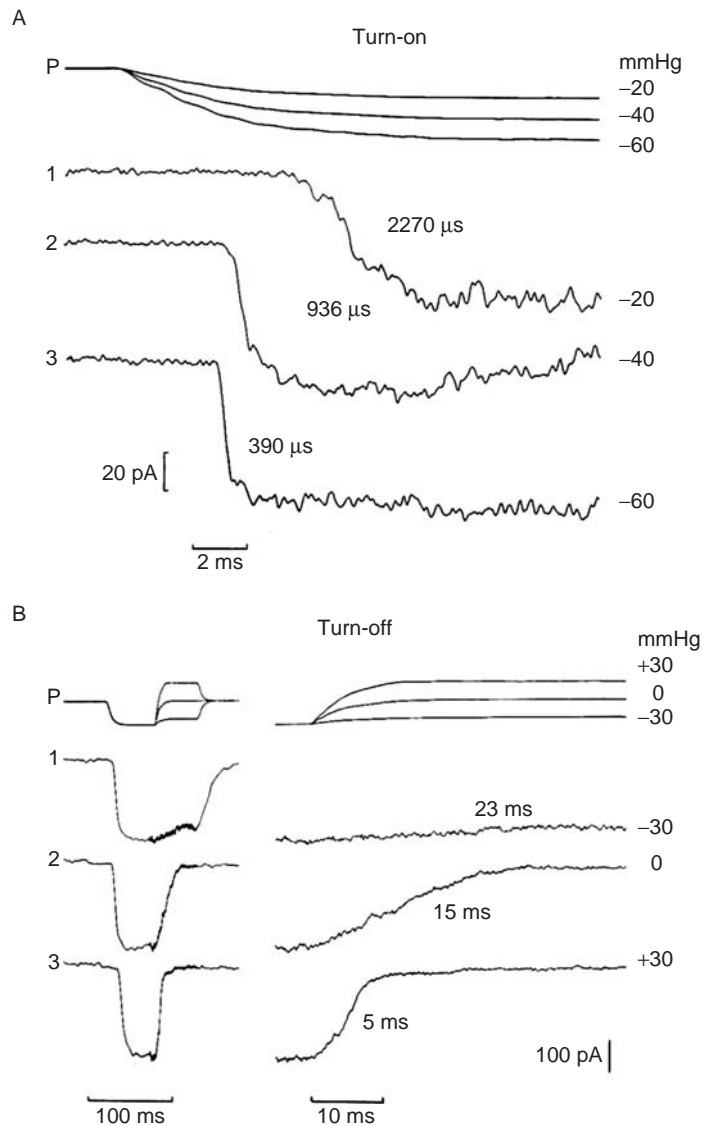 A
Turn-on
P
mmHg
–20
–40
–60
1
2270 μs
2
936 μs
–20
3
–40
390 μs
20 pA
–60
2 ms
B
Turn-off
mmHg
+30
P
0
–30
1
23 ms
–30
2
0
15 ms
3
+30
5 ms
100 pA
100 ms
10 ms